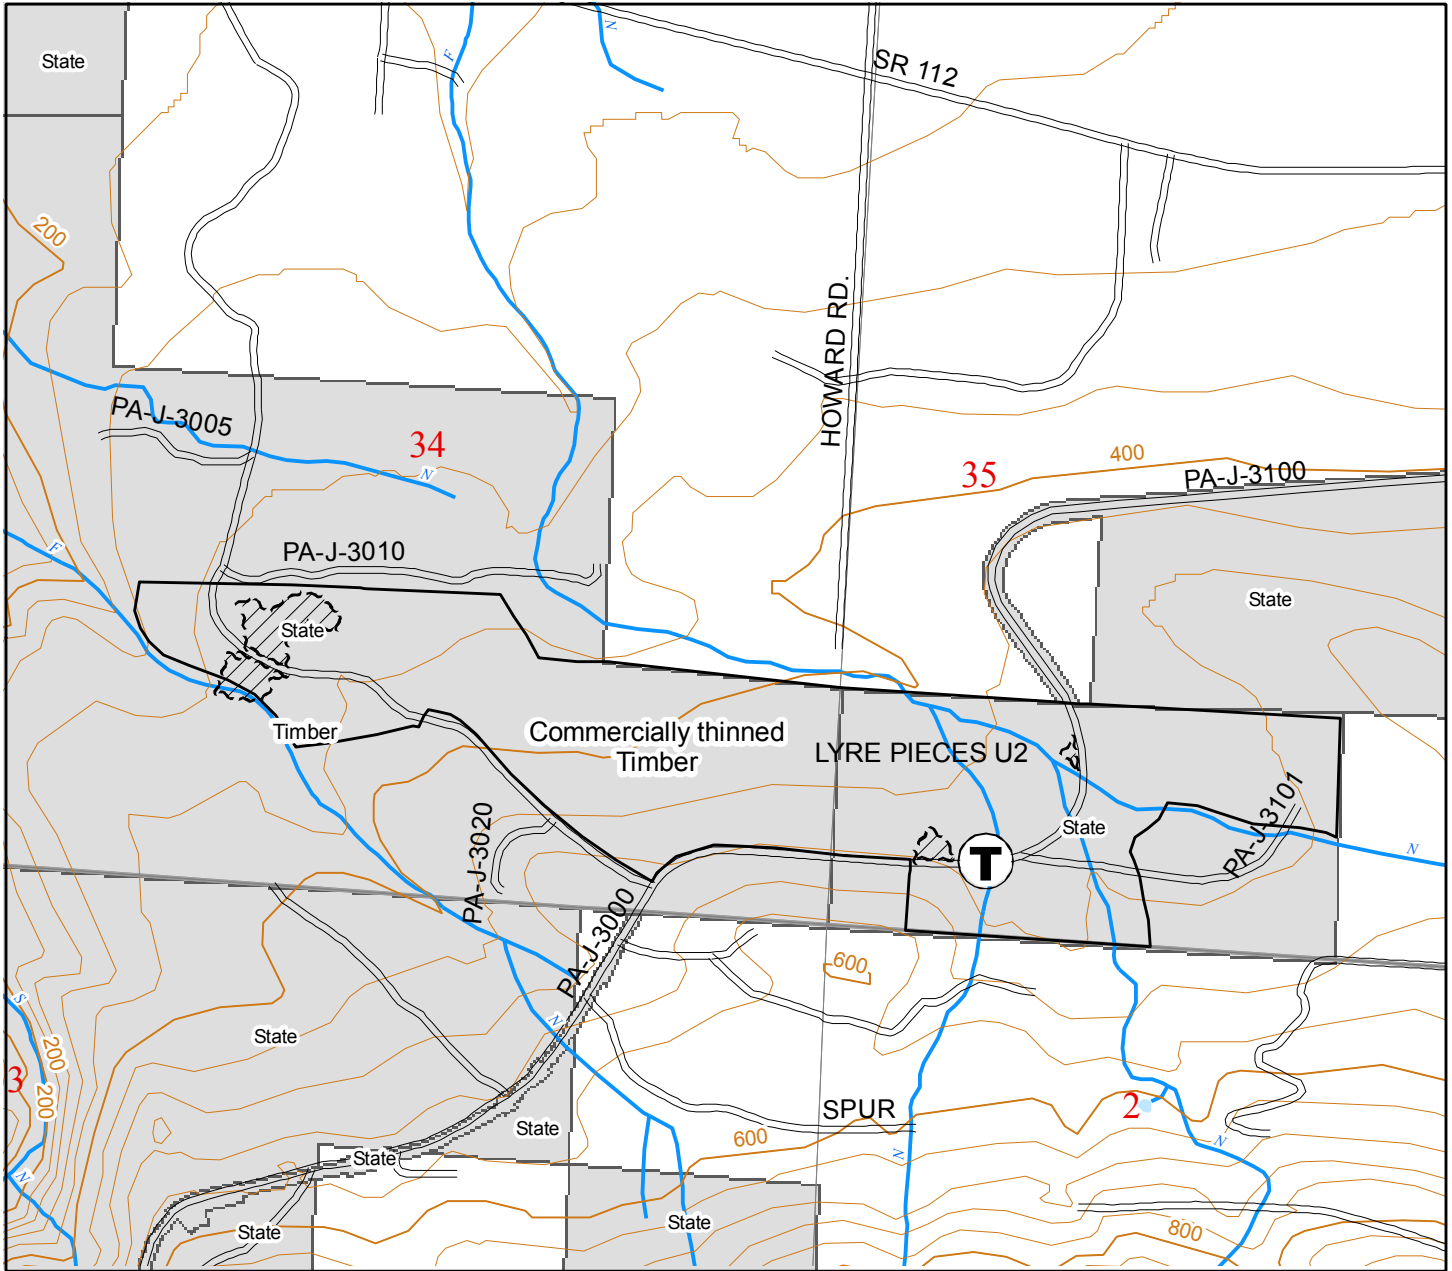 N
F
State
SR 112
200
HOWARD RD.
PA-J-3005
34
N
400
35
PA-J-3100
PA-J-3010
F
State
State
Timber
Commercially thinned
Timber
LYRE PIECES U2
PA-J-3101
PA-J-3020
State
T
N
PA-J-3000
600
S
N
State
200
3
200
2
SPUR
State
600
N
N
State
N
State
State
800